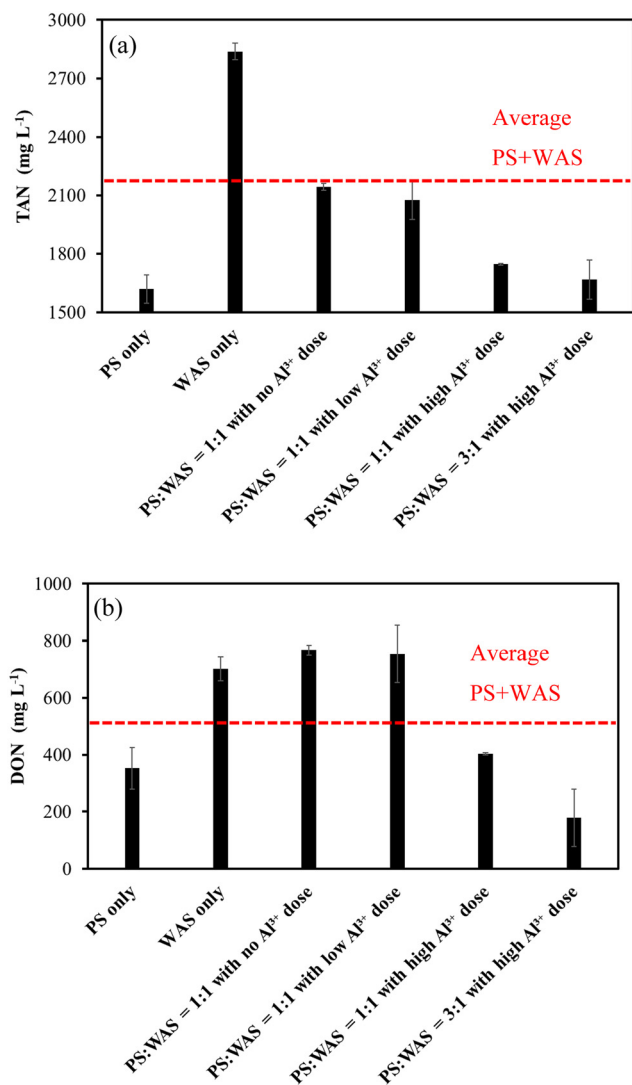 (a)
TAN (mg L⁻¹)
3000
2700
2400
2100
1800
1500
Average
PS+WAS
PS only
WAS only
PS:WAS = 1:1 with no Al³⁺ dose
PS:WAS = 1:1 with low Al³⁺ dose
PS:WAS = 1:1 with high Al³⁺ dose
PS:WAS = 3:1 with high Al³⁺ dose
(b)
DON (mg L⁻¹)
1000
800
600
400
200
0
Average
PS+WAS
PS only
WAS only
PS:WAS = 1:1 with no Al³⁺ dose
PS:WAS = 1:1 with low Al³⁺ dose
PS:WAS = 1:1 with high Al³⁺ dose
PS:WAS = 3:1 with high Al³⁺ dose